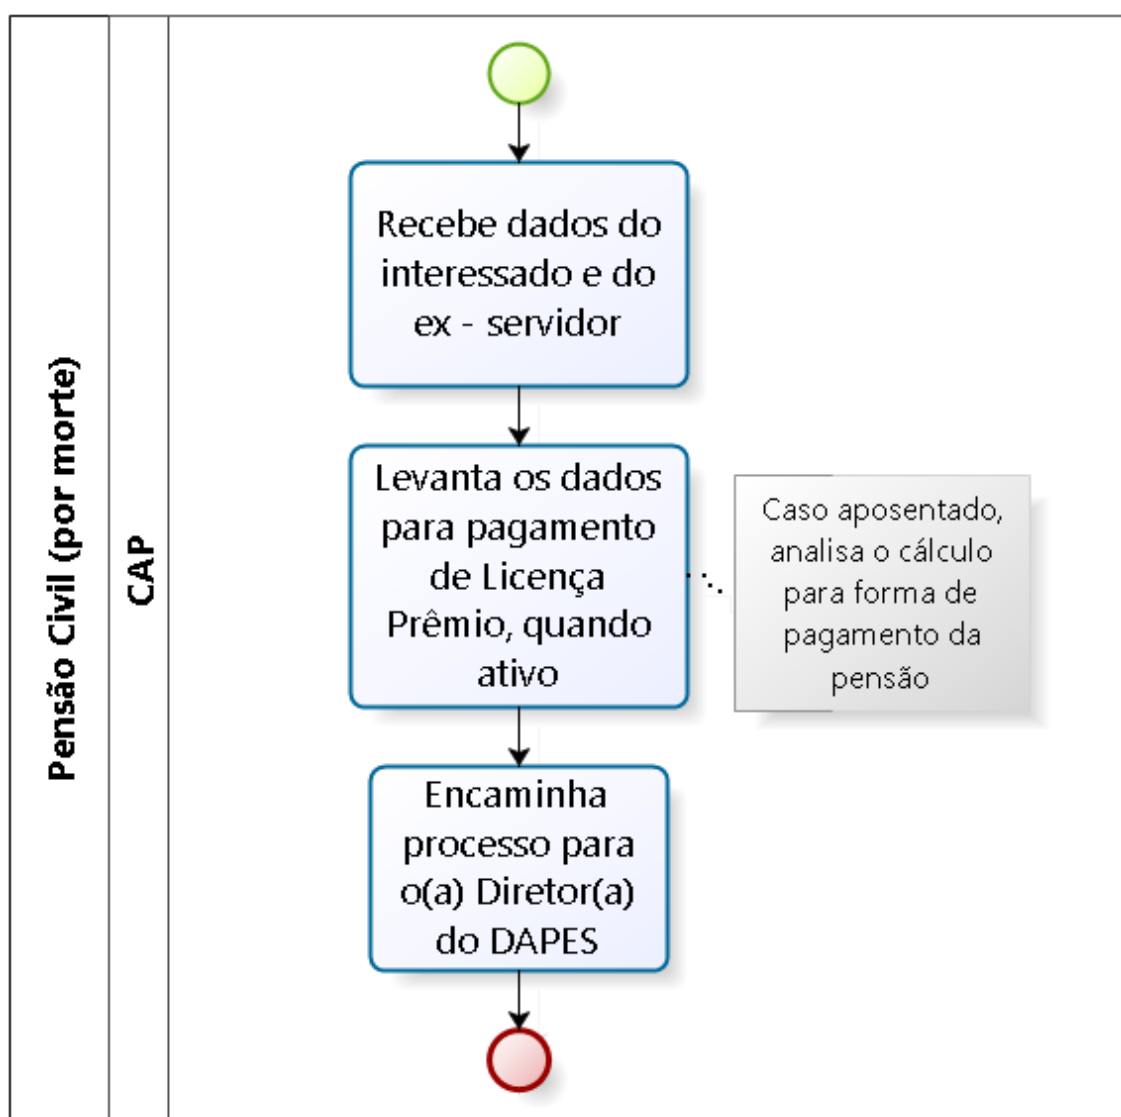 Pensão Civil (por morte)
CAP
Recebe dados do
interessado e do
ex - servidor
Levanta os dados
para pagamento
de Licença
Prêmio, quando
ativo
Caso aposentado,
analisa o cálculo
para forma de
pagamento da
pensão
Encaminha
processo para
o(a) Diretor(a)
do DAPES